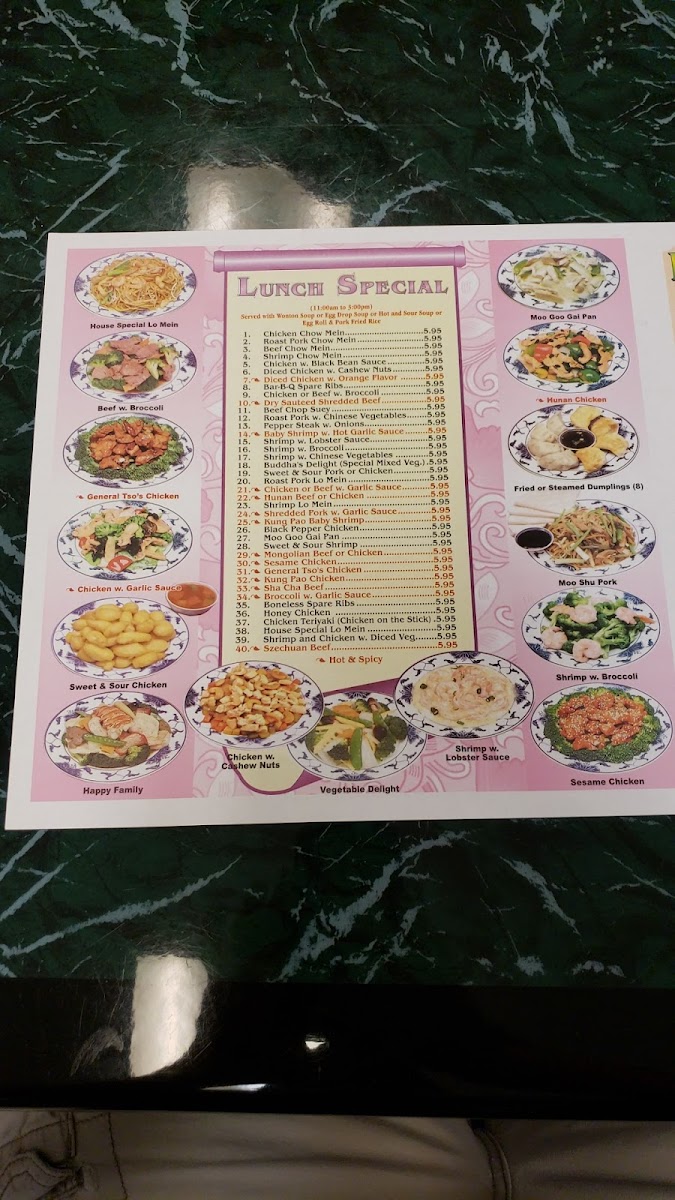 LUNCH SPECIAL
(11:00am to 3:00pm)
Served with Wonton Soup or Egg Drop Soup or Hot and Sour Soup or
Egg Roll & Pork Fried Rice
1. Chicken Chow Mein 5.95
2. Roast Pork Chow Mein 5.95
3. Beef Chow Mein 5.95
4. Shrimp Chow Mein 5.95
5. Chicken w. Black Bean Sauce 5.95
6. Diced Chicken w. Cashew Nuts 5.95
7. Diced Chicken w. Orange Flavor 5.95
8. Bar-B-Q Spare Ribs 5.95
9. Chicken or Beef w. Broccoli 5.95
10. Dry Sauteed Shredded Beef 5.95
11. Beef Chop Suey 5.95
12. Roast Pork w. Chinese Vegetables 5.95
13. Pepper Steak w. Onions 5.95
14. Baby Shrimp w. Hot Garlic Sauce 5.95
15. Shrimp w. Lobster Sauce 5.95
16. Shrimp w. Broccoli 5.95
17. Shrimp w. Chinese Vegetables 5.95
18. Buddha's Delight (Special Mixed Veg.) 5.95
19. Sweet & Sour Pork or Chicken 5.95
20. Roast Pork Lo Mein 5.95
21. Chicken or Beef w. Garlic Sauce 5.95
22. Hunan Beef or Chicken 5.95
23. Shrimp Lo Mein 5.95
24. Shredded Pork w. Garlic Sauce 5.95
25. Kung Pao Baby Shrimp 5.95
26. Black Pepper Chicken 5.95
27. Moo Goo Gai Pan 5.95
28. Sweet & Sour Shrimp 5.95
29. Mongolian Beef or Chicken 5.95
30. Sesame Chicken 5.95
31. General Tso's Chicken 5.95
32. Kung Pao Chicken 5.95
33. Sha Cha Beef 5.95
34. Broccoli w. Garlic Sauce 5.95
35. Boneless Spare Ribs 5.95
36. Honey Chicken 5.95
37. Chicken Teriyaki (Chicken on the Stick) 5.95
38. House Special Lo Mein 5.95
39. Shrimp and Chicken w. Diced Veg. 5.95
40. Szechuan Beef 5.95
Hot & Spicy
House Special Lo Mein
Beef w. Broccoli
General Tso's Chicken
Chicken w. Garlic Sauce
Sweet & Sour Chicken
Happy Family
Chicken w.
Cashew Nuts
Vegetable Delight
Shrimp w.
Lobster Sauce
Moo Goo Gai Pan
Hunan Chicken
Fried or Steamed Dumplings (8)
Moo Shu Pork
Shrimp w. Broccoli
Sesame Chicken